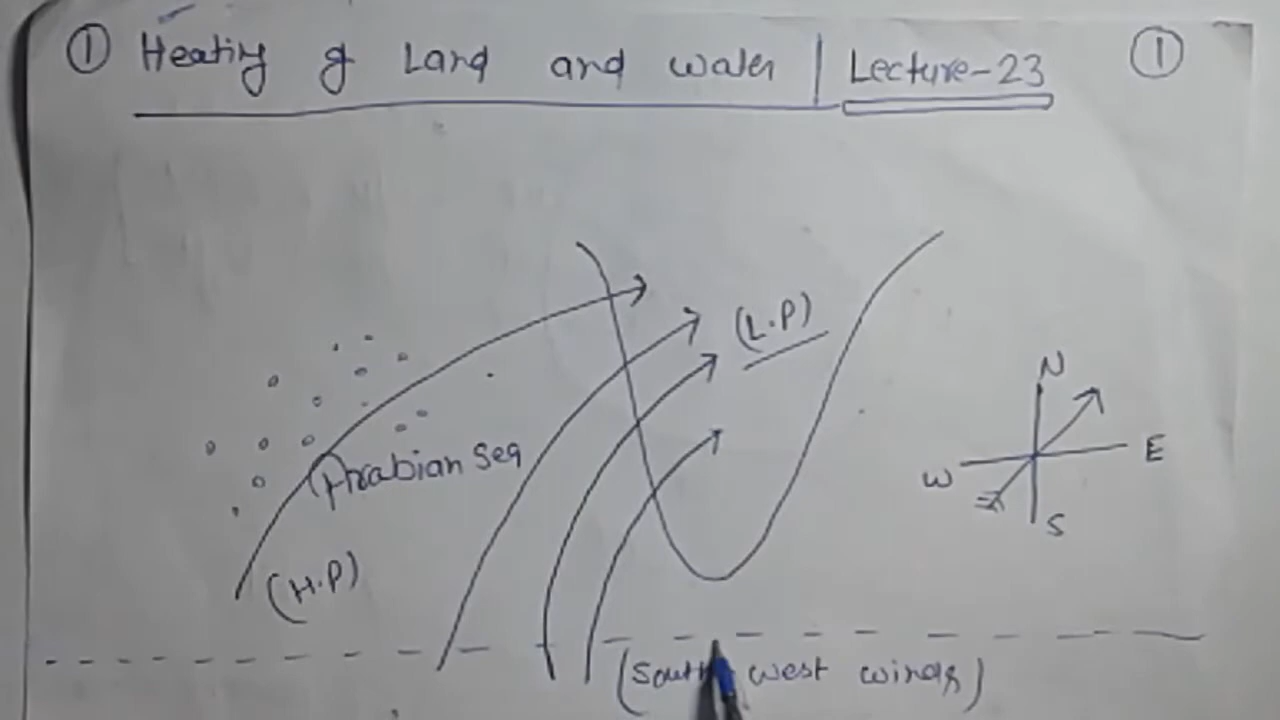 ① Heating of Land and water | Lecture-23 ①
(L.P)
N
Arabian Sea
W E
S
(H.P)
(South west winds)